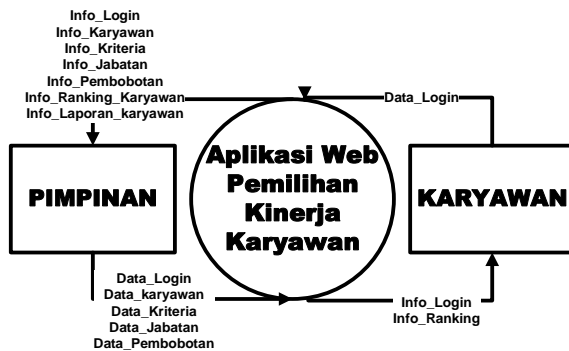 Info_Login
Info_Karyawan
Info_Kriteria
Info_Jabatan
Info_Pembobotan
Info_Ranking_Karyawan
Info_Laporan_karyawan
Data_Login
PIMPINAN
Aplikasi Web
Pemilihan
Kinerja
Karyawan
KARYAWAN
Data_Login
Data_karyawan
Data_Kriteria
Data_Jabatan
Data_Pembobotan
Info_Login
Info_Ranking